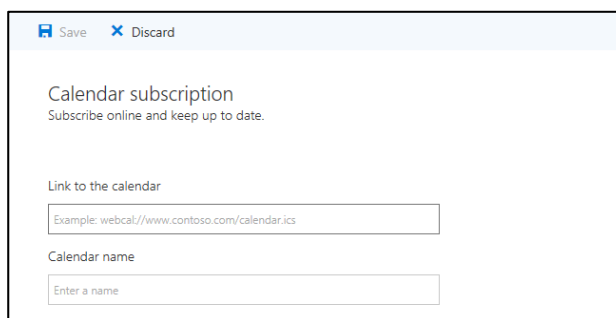 Save Discard
Calendar subscription
Subscribe online and keep up to date.
Link to the calendar
Example: webcal://www.contoso.com/calendar.ics
Calendar name
Enter a name